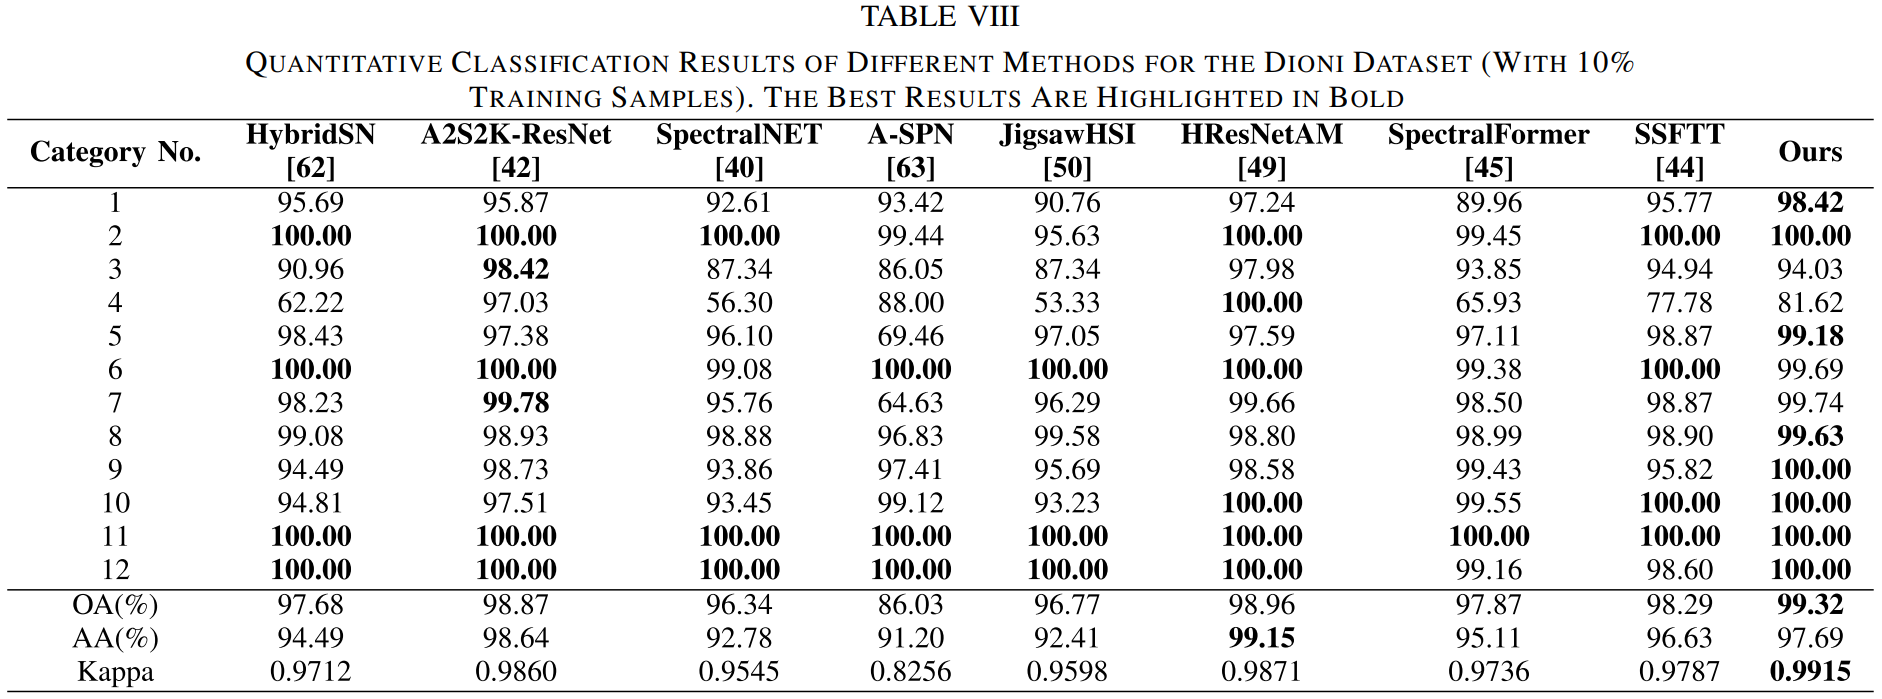 TABLE VIII
QUANTITATIVE CLASSIFICATION RESULTS OF DIFFERENT METHODS FOR THE DIONI DATASET (WITH 10%
TRAINING SAMPLES). THE BEST RESULTS ARE HIGHLIGHTED IN BOLD
Category No. HybridSN [62] A2S2K-ResNet [42] SpectralNET [40] A-SPN [63] JigsawHSI [50] HResNetAM [49] SpectralFormer [45] SSFTT [44] Ours
1 95.69 95.87 92.61 93.42 90.76 97.24 89.96 95.77 98.42
2 100.00 100.00 100.00 99.44 95.63 100.00 99.45 100.00 100.00
3 90.96 98.42 87.34 86.05 87.34 97.98 93.85 94.94 94.03
4 62.22 97.03 56.30 88.00 53.33 100.00 65.93 77.78 81.62
5 98.43 97.38 96.10 69.46 97.05 97.59 97.11 98.87 99.18
6 100.00 100.00 99.08 100.00 100.00 100.00 99.38 100.00 99.69
7 98.23 99.78 95.76 64.63 96.29 99.66 98.50 98.87 99.74
8 99.08 98.93 98.88 96.83 99.58 98.80 98.99 98.90 99.63
9 94.49 98.73 93.86 97.41 95.69 98.58 99.43 95.82 100.00
10 94.81 97.51 93.45 99.12 93.23 100.00 99.55 100.00 100.00
11 100.00 100.00 100.00 100.00 100.00 100.00 100.00 100.00 100.00
12 100.00 100.00 100.00 100.00 100.00 100.00 99.16 98.60 100.00
OA(%) 97.68 98.87 96.34 86.03 96.77 98.96 97.87 98.29 99.32
AA(%) 94.49 98.64 92.78 91.20 92.41 99.15 95.11 96.63 97.69
Kappa 0.9712 0.9860 0.9545 0.8256 0.9598 0.9871 0.9736 0.9787 0.9915